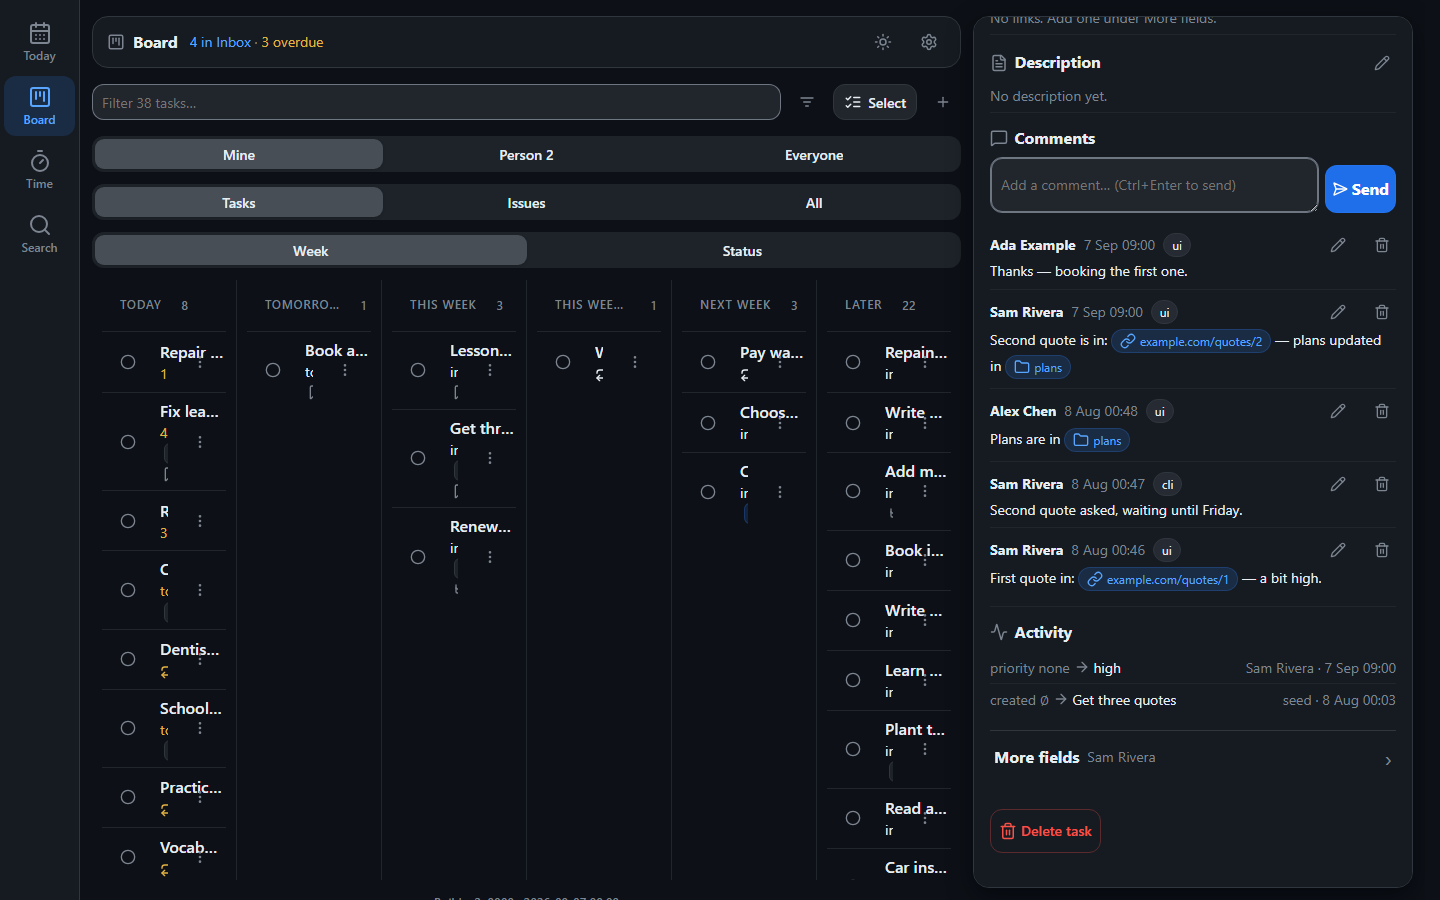 Today
Board
Time
Search
Board 4 in Inbox · 3 overdue
Filter 38 tasks...
Select
Mine
Person 2
Everyone
Tasks
Issues
All
Week
Status
TODAY 8
Repair ...
1
Fix lea...
4
R
3
C
Dentis...
School...
Practic...
Vocab...
TOMORRO... 1
Book a...
THIS WEEK 3
Lesson...
Get thr...
Renew...
THIS WEE... 1
NEXT WEEK 3
Pay wa...
Choos...
C
LATER 22
Repain...
Write ...
Add m...
Book i...
Write ...
Learn ...
Plant t...
Read a...
Car ins...
No links. Add one under More fields.
Description
No description yet.
Comments
Add a comment... (Ctrl+Enter to send)
Send
Ada Example 7 Sep 09:00 ui
Thanks — booking the first one.
Sam Rivera 7 Sep 09:00 ui
Second quote is in: example.com/quotes/2 — plans updated
in plans
Alex Chen 8 Aug 00:48 ui
Plans are in plans
Sam Rivera 8 Aug 00:47 cli
Second quote asked, waiting until Friday.
Sam Rivera 8 Aug 00:46 ui
First quote in: example.com/quotes/1 — a bit high.
Activity
priority none → high Sam Rivera · 7 Sep 09:00
created Ø → Get three quotes seed · 8 Aug 00:03
More fields Sam Rivera
Delete task